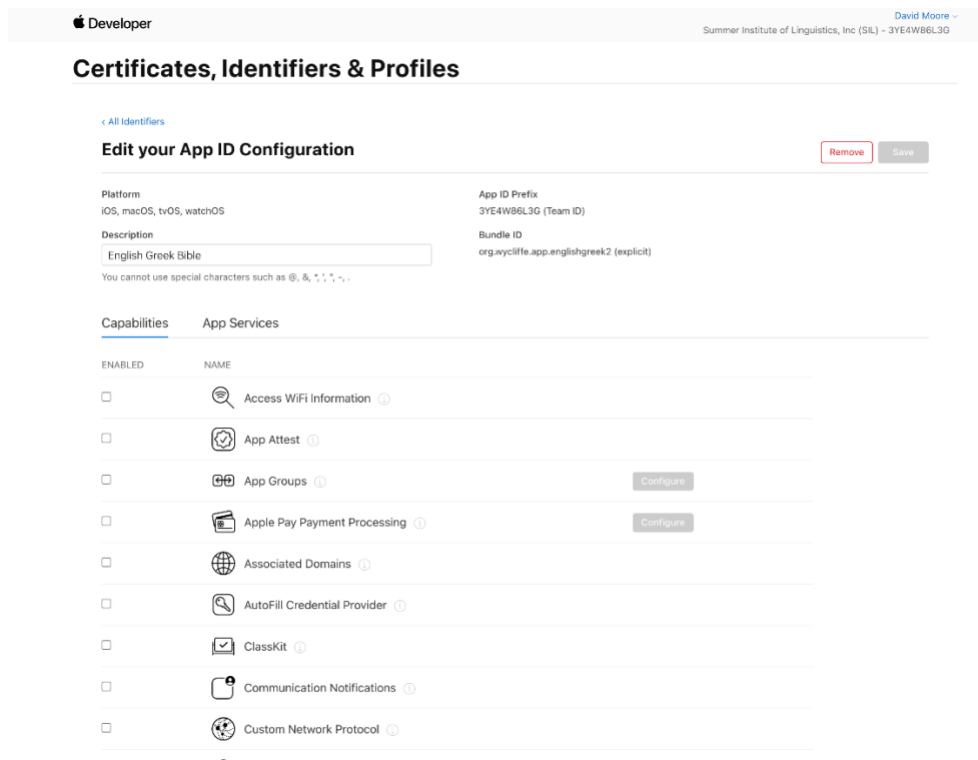 Developer
David Moore
Summer Institute of Linguistics, Inc (SIL) - 3YE4W86L3G
Certificates, Identifiers & Profiles
‹ All Identifiers
Edit your App ID Configuration
Remove
Save
Platform
iOS, macOS, tvOS, watchOS
App ID Prefix
3YE4W86L3G (Team ID)
Description
English Greek Bible
You cannot use special characters such as @, &, *, ', ", -, .
Bundle ID
org.wycliffe.app.englishgreek2 (explicit)
Capabilities
App Services
ENABLED
NAME
Access WiFi Information
App Attest
App Groups
Configure
Apple Pay Payment Processing
Configure
Associated Domains
AutoFill Credential Provider
ClassKit
Communication Notifications
Custom Network Protocol